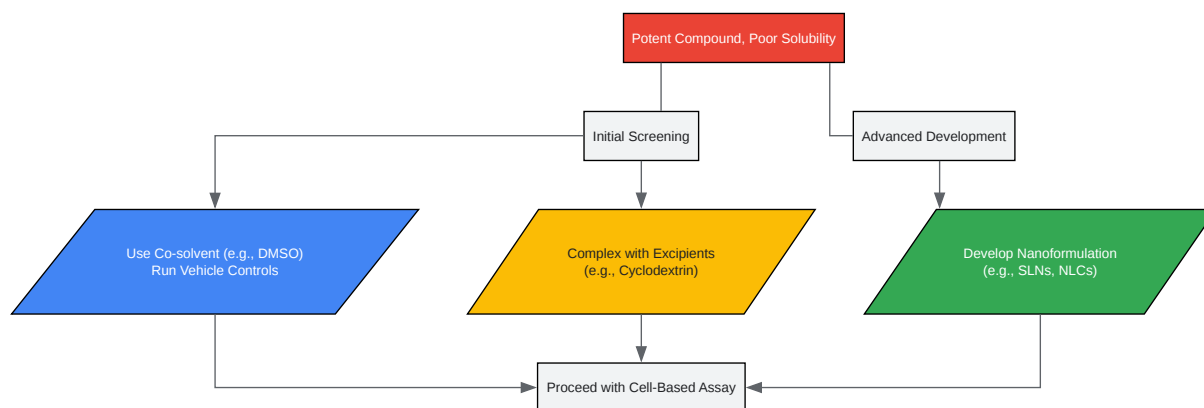 Potent Compound, Poor Solubility
Initial Screening
Advanced Development
Use Co-solvent (e.g., DMSO)
Run Vehicle Controls
Complex with Excipients
(e.g., Cyclodextrin)
Develop Nanoformulation
(e.g., SLNs, NLCs)
Proceed with Cell-Based Assay